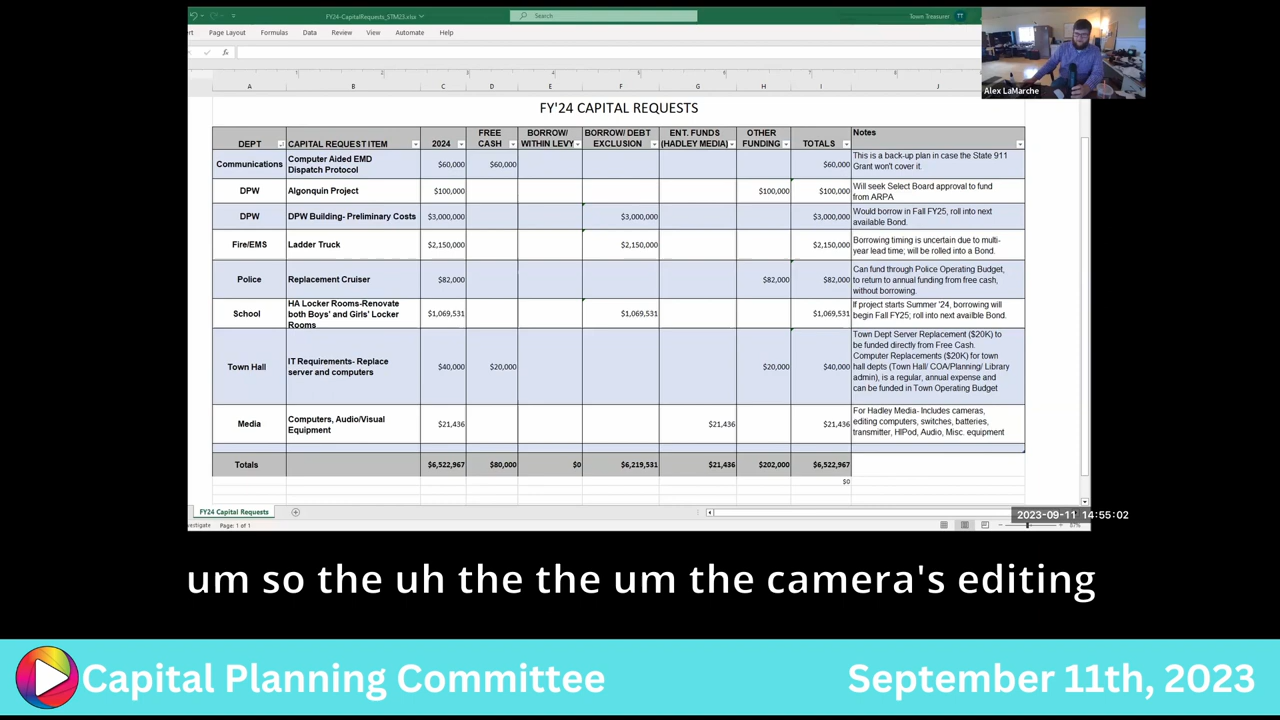 FY24-CapitalRequests_STM23.xlsx
Search
Town Treasurer
TT
Page Layout Formulas Data Review View Automate Help
fx
A B C D E F G H I J
Alex LaMarche
FY'24 CAPITAL REQUESTS
DEPT CAPITAL REQUEST ITEM 2024 FREE CASH BORROW/ WITHIN LEVY BORROW/ DEBT EXCLUSION ENT. FUNDS (HADLEY MEDIA) OTHER FUNDING TOTALS Notes
Communications Computer Aided EMD Dispatch Protocol $60,000 $60,000 $60,000 This is a back-up plan in case the State 911 Grant won't cover it.
DPW Algonquin Project $100,000 $100,000 $100,000 Will seek Select Board approval to fund from ARPA
DPW DPW Building- Preliminary Costs $3,000,000 $3,000,000 $3,000,000 Would borrow in Fall FY25, roll into next available Bond.
Fire/EMS Ladder Truck $2,150,000 $2,150,000 $2,150,000 Borrowing timing is uncertain due to multi-year lead time; will be rolled into a Bond.
Police Replacement Cruiser $82,000 $82,000 $82,000 Can fund through Police Operating Budget, to return to annual funding from free cash, without borrowing.
School HA Locker Rooms-Renovate both Boys' and Girls' Locker Rooms $1,069,531 $1,069,531 $1,069,531 If project starts Summer '24, borrowing will begin Fall FY25; roll into next availble Bond.
Town Hall IT Requirements- Replace server and computers $40,000 $20,000 $20,000 $40,000 Town Dept Server Replacement ($20K) to be funded directly from Free Cash. Computer Replacements ($20K) for town hall depts (Town Hall/ COA/Planning/ Library admin), is a regular, annual expense and can be funded in Town Operating Budget
Media Computers, Audio/Visual Equipment $21,436 $21,436 $21,436 For Hadley Media- Includes cameras, editing computers, switches, batteries, transmitter, HIPod, Audio, Misc. equipment
Totals $6,522,967 $80,000 $0 $6,219,531 $21,436 $202,000 $6,522,967
$0
FY24 Capital Requests
2023-09-11 14:55:02
Page: 1 of 1
um so the uh the the um the camera's editing
Capital Planning Committee September 11th, 2023